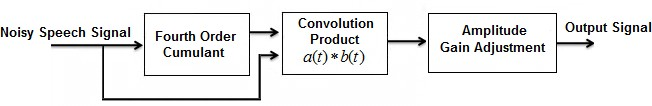 Noisy Speech Signal
Fourth Order
Cumulant
Convolution
Product
a(t)*b(t)
Amplitude
Gain Adjustment
Output Signal